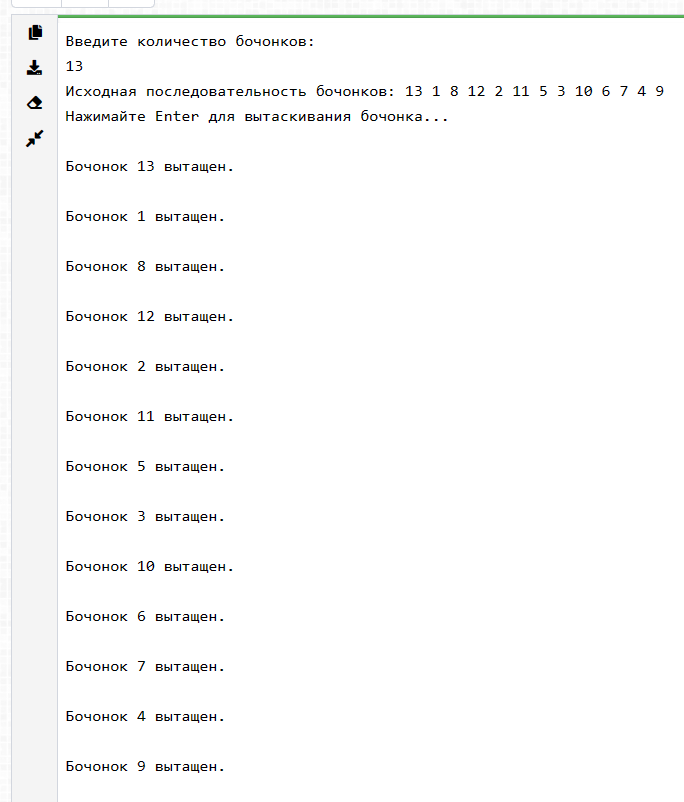 Введите количество бочонков:
13
Исходная последовательность бочонков: 13 1 8 12 2 11 5 3 10 6 7 4 9
Нажимайте Enter для вытаскивания бочонка...
Бочонок 13 вытащен.
Бочонок 1 вытащен.
Бочонок 8 вытащен.
Бочонок 12 вытащен.
Бочонок 2 вытащен.
Бочонок 11 вытащен.
Бочонок 5 вытащен.
Бочонок 3 вытащен.
Бочонок 10 вытащен.
Бочонок 6 вытащен.
Бочонок 7 вытащен.
Бочонок 4 вытащен.
Бочонок 9 вытащен.